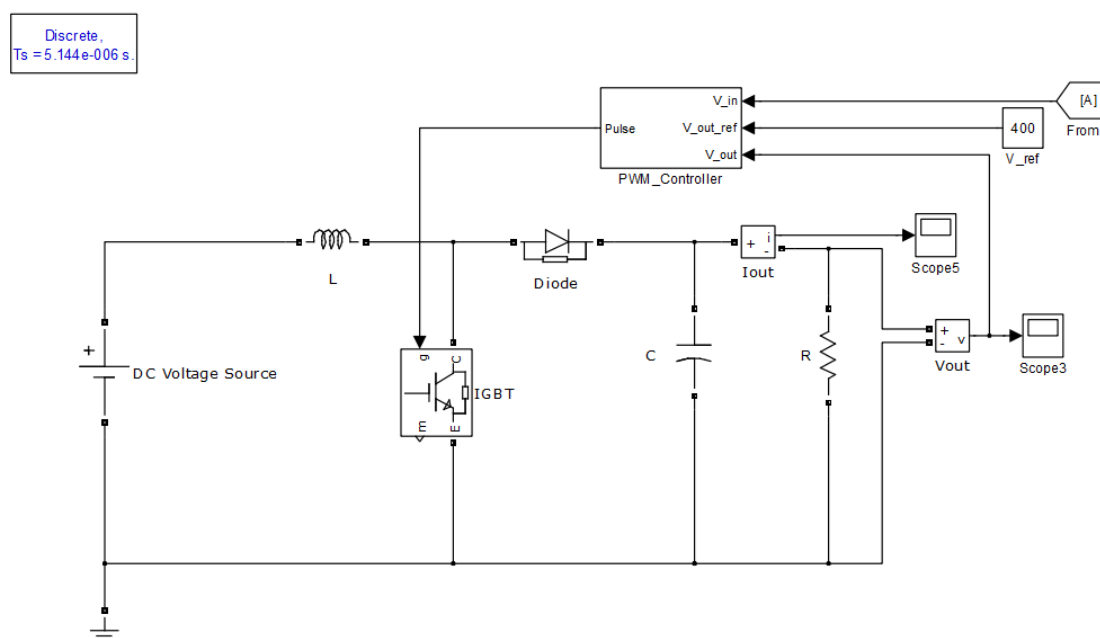 Discrete,
Ts = 5.144e-006 s.
V_in
[A]
From
Pulse
V_out_ref
400
V_ref
V_out
PWM_Controller
L
Diode
+
i
-
Iout
Scope5
+
DC Voltage Source
g
C
IGBT
m
E
C
R
+
-
v
Vout
Scope3